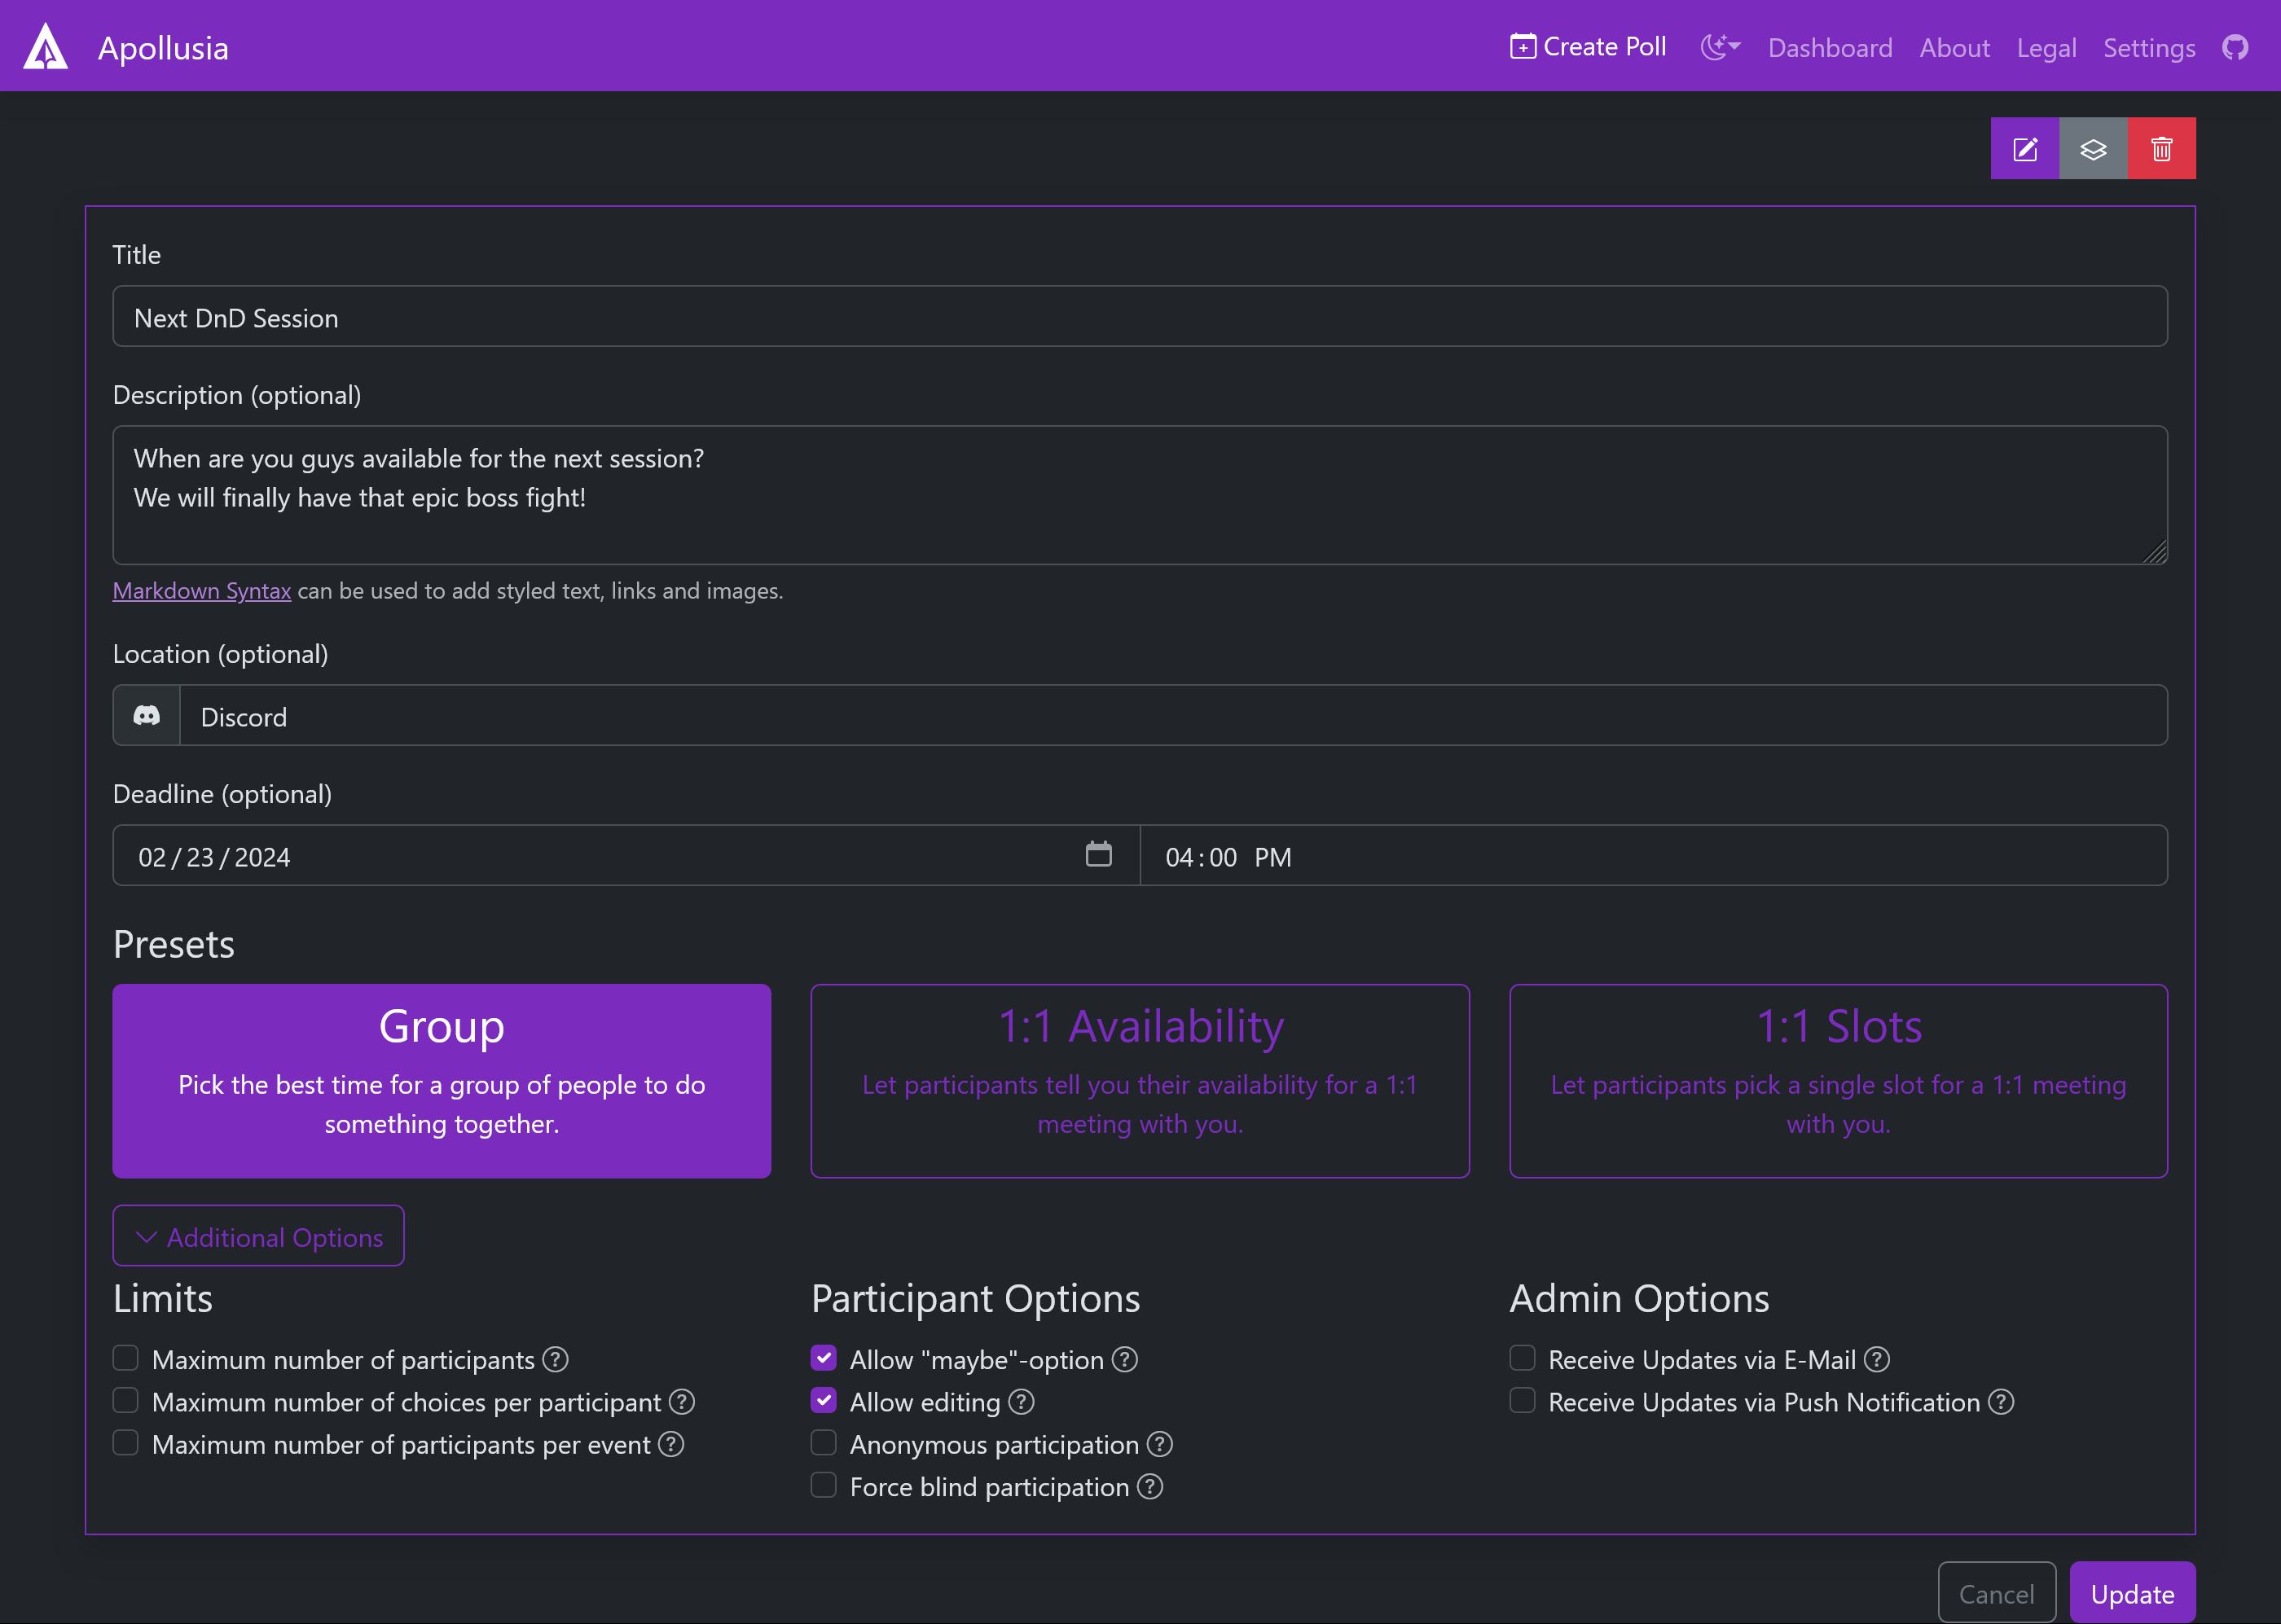 Apollusia
Create Poll
Dashboard
About
Legal
Settings
Title
Next DnD Session
Description (optional)
When are you guys available for the next session?
We will finally have that epic boss fight!
Markdown Syntax can be used to add styled text, links and images.
Location (optional)
Discord
Deadline (optional)
02/23/2024
04:00 PM
Presets
Group
Pick the best time for a group of people to do
something together.
1:1 Availability
Let participants tell you their availability for a 1:1
meeting with you.
1:1 Slots
Let participants pick a single slot for a 1:1 meeting
with you.
Additional Options
Limits
Maximum number of participants
Maximum number of choices per participant
Maximum number of participants per event
Participant Options
Allow "maybe"-option
Allow editing
Anonymous participation
Force blind participation
Admin Options
Receive Updates via E-Mail
Receive Updates via Push Notification
Cancel
Update